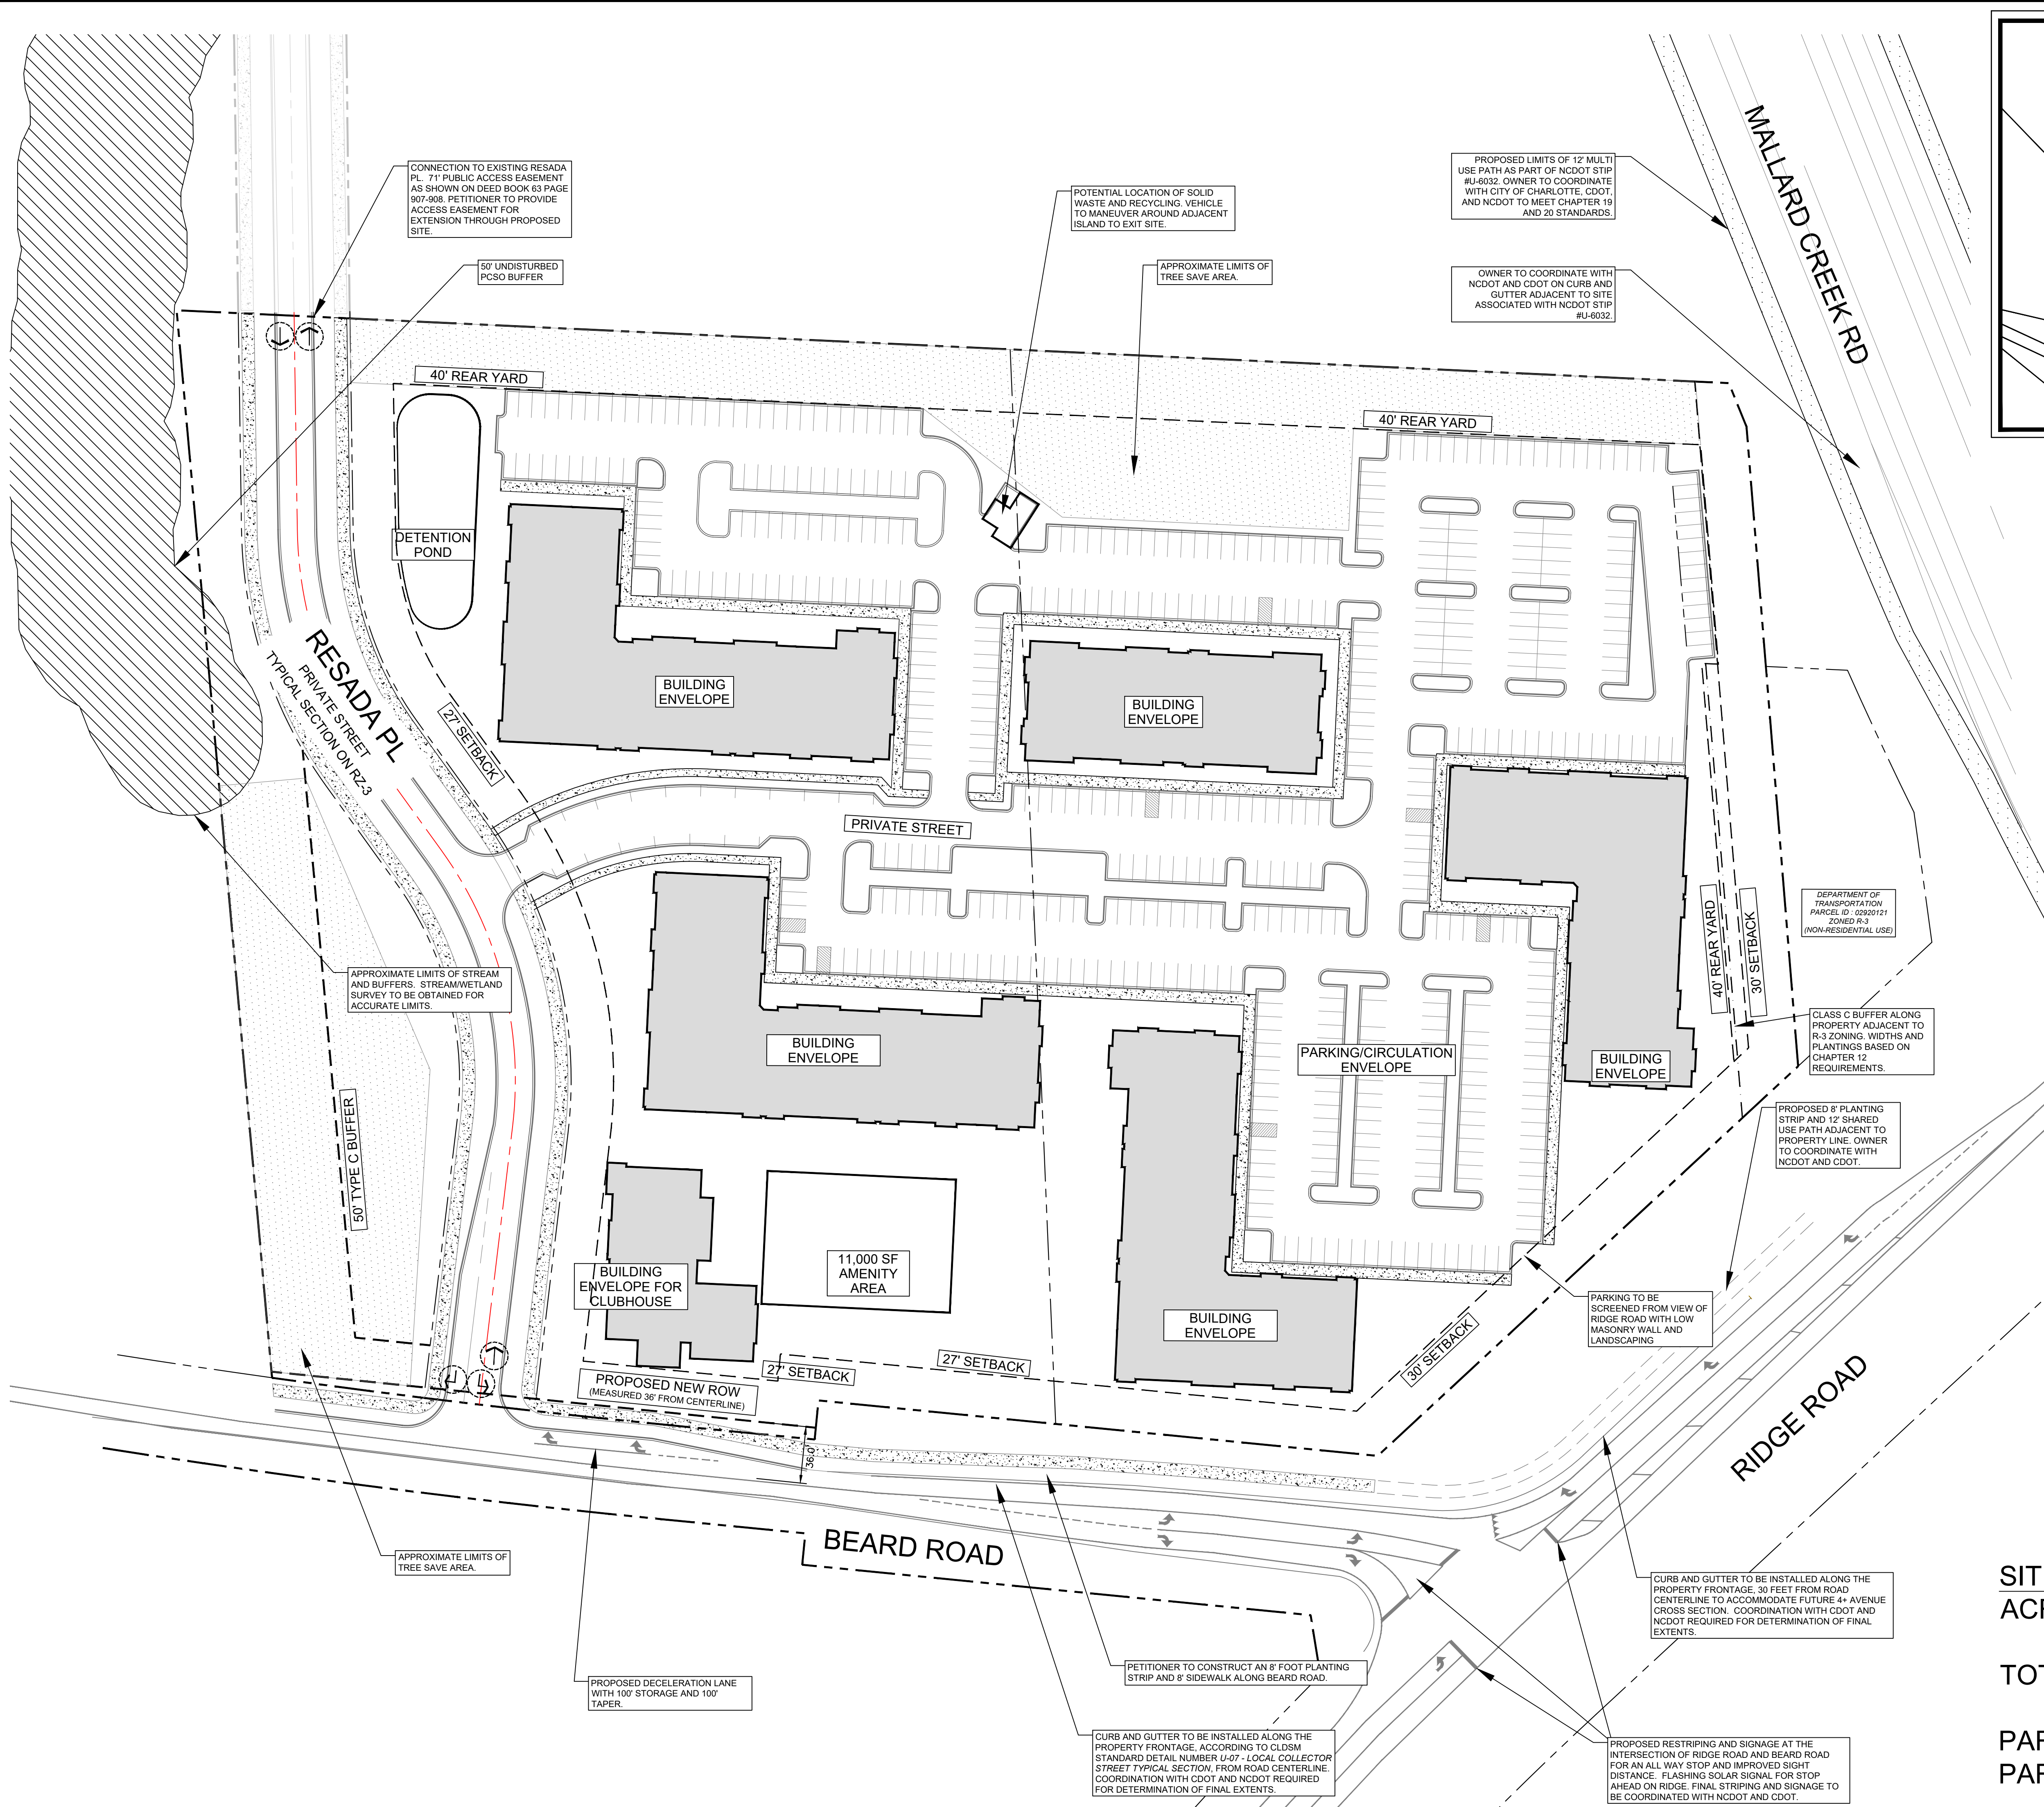 CONNECTION TO EXISTING RESADA
PL. 71' PUBLIC ACCESS EASEMENT
AS SHOWN ON DEED BOOK 63 PAGE
907-908. PETITIONER TO PROVIDE
ACCESS EASEMENT FOR
EXTENSION THROUGH PROPOSED
SITE.
50' UNDISTURBED
PCSO BUFFER
POTENTIAL LOCATION OF SOLID
WASTE AND RECYCLING. VEHICLE
TO MANEUVER AROUND ADJACENT
ISLAND TO EXIT SITE.
APPROXIMATE LIMITS OF
TREE SAVE AREA.
PROPOSED LIMITS OF 12' MULTI
USE PATH AS PART OF NCDOT STIP
#U-6032. OWNER TO COORDINATE
WITH CITY OF CHARLOTTE, CDOT,
AND NCDOT TO MEET CHAPTER 19
AND 20 STANDARDS.
OWNER TO COORDINATE WITH
NCDOT AND CDOT ON CURB AND
GUTTER ADJACENT TO SITE
ASSOCIATED WITH NCDOT STIP
#U-6032.
MALLARD CREEK RD
40' REAR YARD
40' REAR YARD
DETENTION
POND
RESADA PL
PRIVATE STREET
TYPICAL SECTION ON RZ-3
27' SETBACK
BUILDING
ENVELOPE
BUILDING
ENVELOPE
PRIVATE STREET
40' REAR YARD
30' SETBACK
DEPARTMENT OF
TRANSPORTATION
PARCEL ID : 02920121
ZONED R-3
(NON-RESIDENTIAL USE)
APPROXIMATE LIMITS OF STREAM
AND BUFFERS. STREAM/WETLAND
SURVEY TO BE OBTAINED FOR
ACCURATE LIMITS.
BUILDING
ENVELOPE
PARKING/CIRCULATION
ENVELOPE
BUILDING
ENVELOPE
CLASS C BUFFER ALONG
PROPERTY ADJACENT TO
R-3 ZONING. WIDTHS AND
PLANTINGS BASED ON
CHAPTER 12
REQUIREMENTS.
PROPOSED 8' PLANTING
STRIP AND 12' SHARED
USE PATH ADJACENT TO
PROPERTY LINE. OWNER
TO COORDINATE WITH
NCDOT AND CDOT.
50' TYPE C BUFFER
BUILDING
ENVELOPE FOR
CLUBHOUSE
11,000 SF
AMENITY
AREA
BUILDING
ENVELOPE
PARKING TO BE
SCREENED FROM VIEW OF
RIDGE ROAD WITH LOW
MASONRY WALL AND
LANDSCAPING
27' SETBACK
27' SETBACK
30' SETBACK
PROPOSED NEW ROW
(MEASURED 36' FROM CENTERLINE)
36.0'
RIDGE ROAD
BEARD ROAD
APPROXIMATE LIMITS OF
TREE SAVE AREA.
PROPOSED DECELERATION LANE
WITH 100' STORAGE AND 100'
TAPER.
PETITIONER TO CONSTRUCT AN 8' FOOT PLANTING
STRIP AND 8' SIDEWALK ALONG BEARD ROAD.
CURB AND GUTTER TO BE INSTALLED ALONG THE
PROPERTY FRONTAGE, ACCORDING TO CLDSM
STANDARD DETAIL NUMBER U-07 - LOCAL COLLECTOR
STREET TYPICAL SECTION, FROM ROAD CENTERLINE.
COORDINATION WITH CDOT AND NCDOT REQUIRED
FOR DETERMINATION OF FINAL EXTENTS.
CURB AND GUTTER TO BE INSTALLED ALONG THE
PROPERTY FRONTAGE, 30 FEET FROM ROAD
CENTERLINE TO ACCOMMODATE FUTURE 4+ AVENUE
CROSS SECTION. COORDINATION WITH CDOT AND
NCDOT REQUIRED FOR DETERMINATION OF FINAL
EXTENTS.
PROPOSED RESTRIPING AND SIGNAGE AT THE
INTERSECTION OF RIDGE ROAD AND BEARD ROAD
FOR AN ALL WAY STOP AND IMPROVED SIGHT
DISTANCE. FLASHING SOLAR SIGNAL FOR STOP
AHEAD ON RIDGE. FINAL STRIPING AND SIGNAGE TO
BE COORDINATED WITH NCDOT AND CDOT.